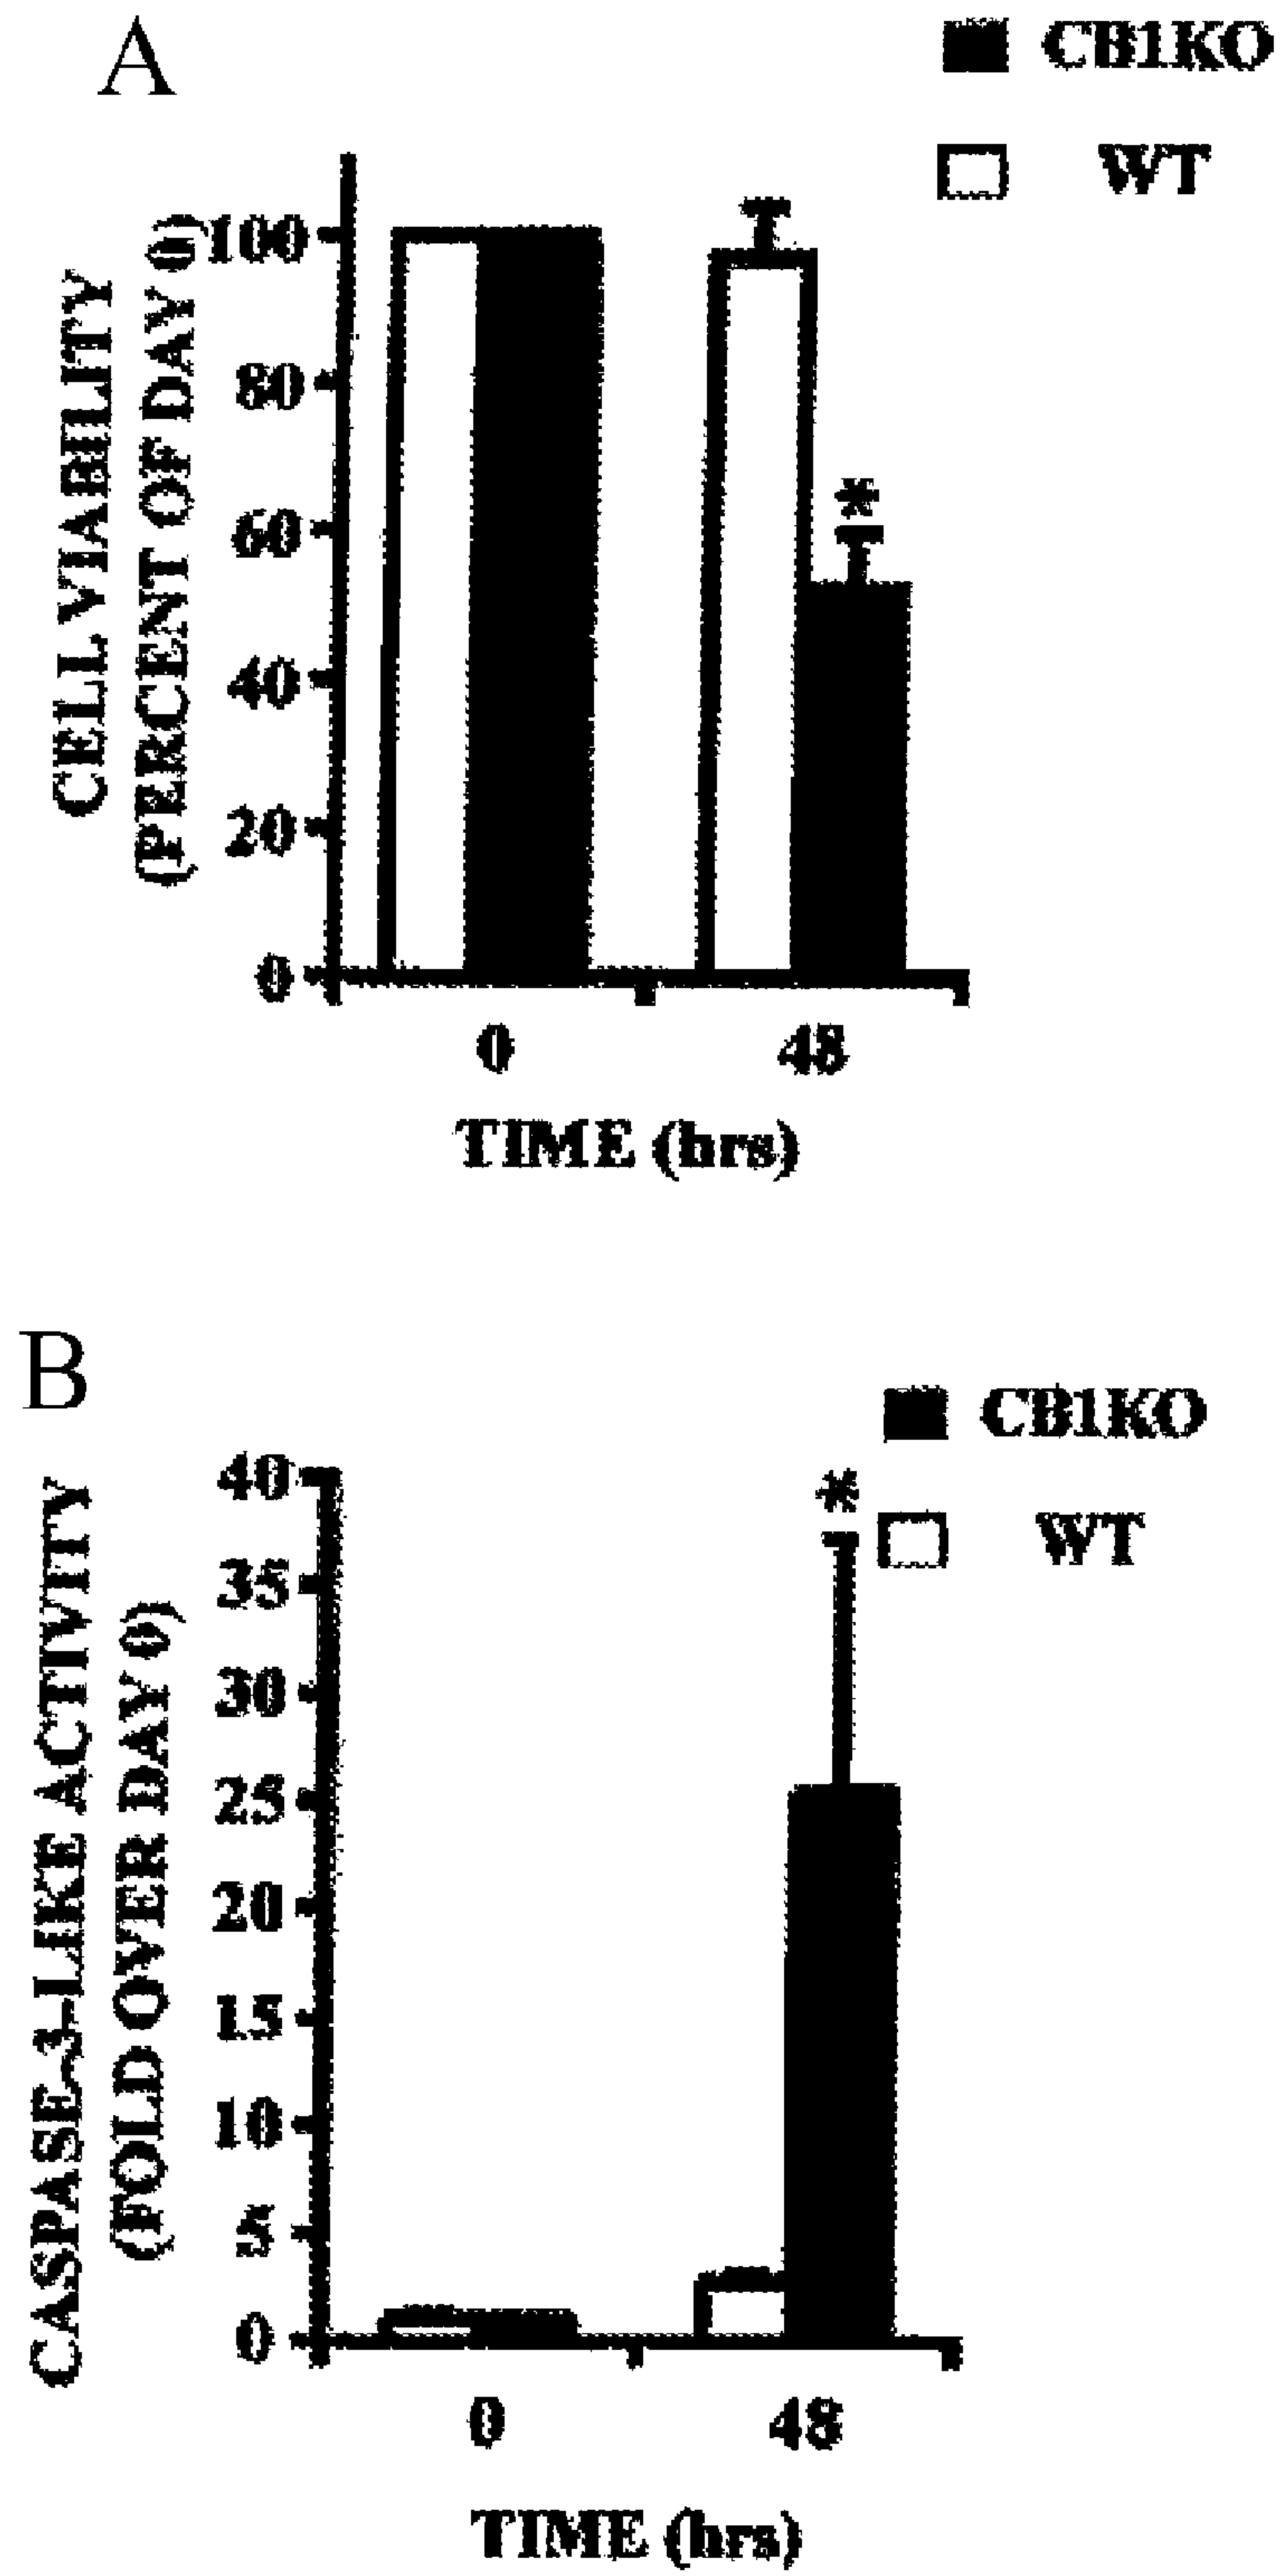 A
CB1KO
WT
CELL VIABILITY
(PERCENT OF DAY 0)
100
80
60
*
40
20
0
0 48
TIME (hrs)
B
CB1KO
WT
CASPASE-3-LIKE ACTIVITY
(FOLD OVER DAY 0)
40
*
35
30
25
20
15
10
5
0
0 48
TIME (hrs)